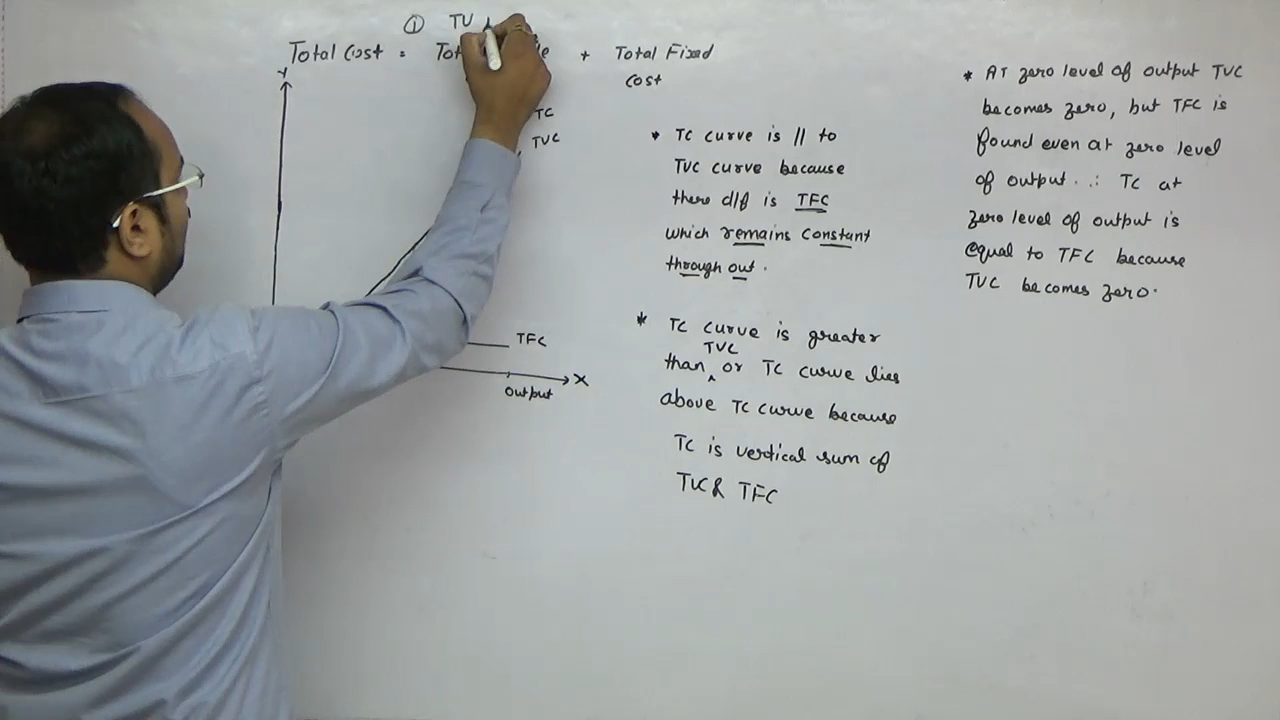 ① TV
Total Cost = + Total Fixed
Cost
Y
TC
TVC
TFC
X
Output
* TC curve is // to
TVC curve because
there d/f is TFC
which remains constant
through out.
* TC curve is greater
TVC
than ^ or TC curve lies
above TC curve because
TC is vertical sum of
TVC & TFC
* AT zero level of output TVC
becomes zero, but TFC is
found even at zero level
of output. ∴ TC at
zero level of output is
equal to TFC because
TVC becomes zero.